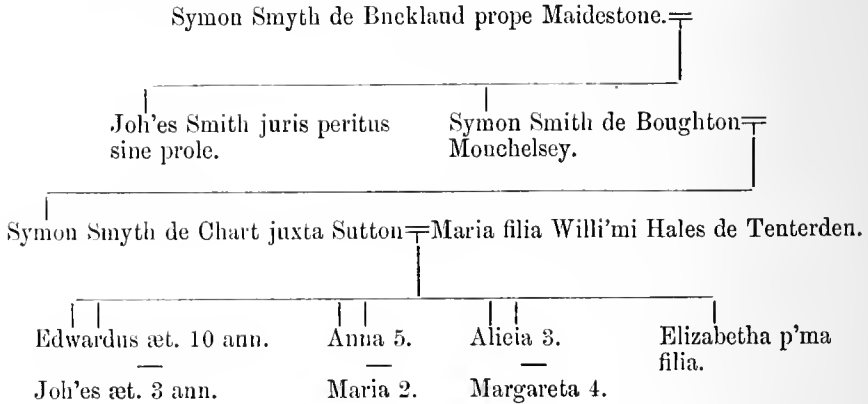 Symon Smyth de Bnckland prope Maidestone.
Joh'es Smith juris peritus
sine prole.
Symon Smith de Boughton
Monchelsey.
Symon Smyth de Chart juxta Sutton
Maria filia Willi'mi Hales de Tenterden.
Edwardus æt. 10 ann.
Joh'es æt. 3 ann.
Anna 5.
Maria 2.
Alicia 3.
Margareta 4.
Elizabetha p'ma
filia.